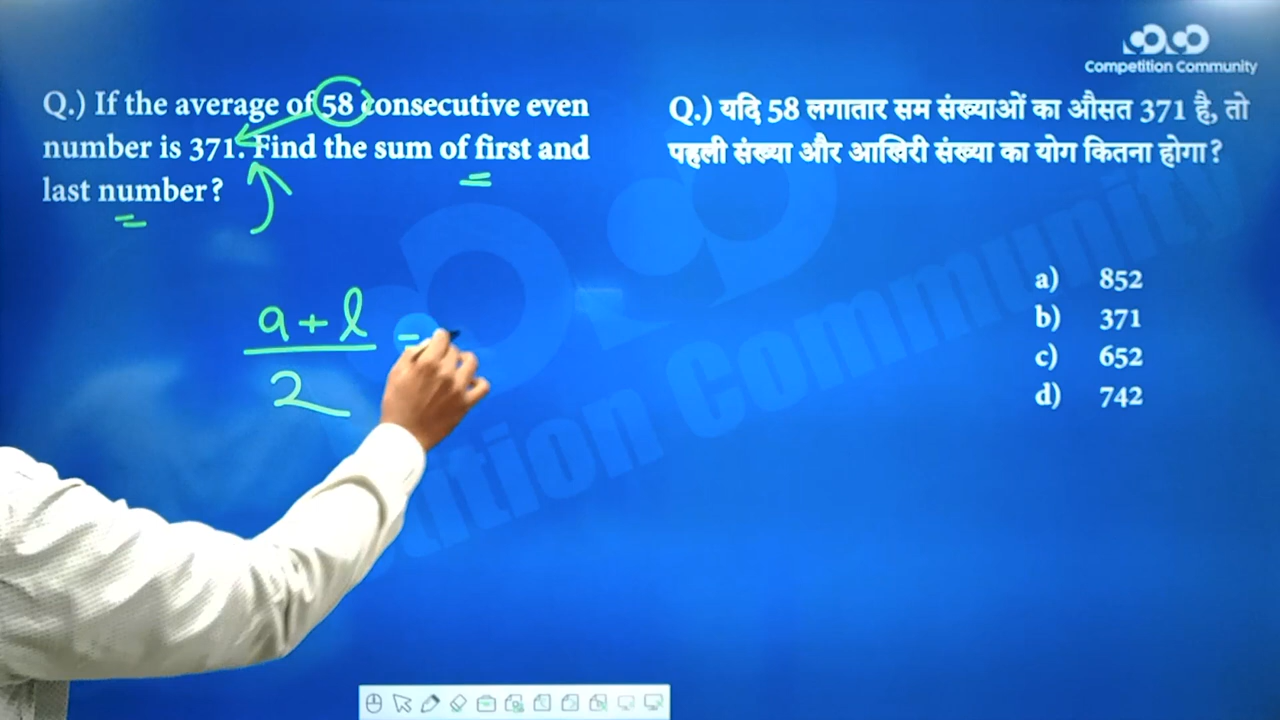 Competition Community
Q.) If the average of 58 consecutive even
number is 371. Find the sum of first and
last number?
Q.) यदि 58 लगातार सम संख्याओं का औसत 371 है, तो
पहली संख्या और आखिरी संख्या का योग कितना होगा?
a) 852
b) 371
c) 652
d) 742
a + l
2
=